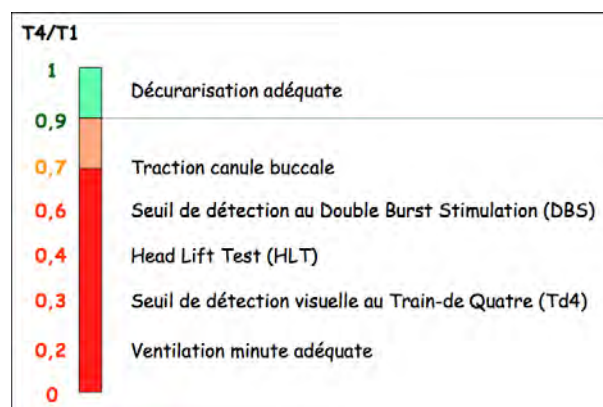 T4/T1
1
Décurarisation adéquate
0,9
0,7 Traction canule buccale
0,6 Seuil de détection au Double Burst Stimulation (DBS)
0,4 Head Lift Test (HLT)
0,3 Seuil de détection visuelle au Train-de Quatre (Td4)
0,2 Ventilation minute adéquate
0